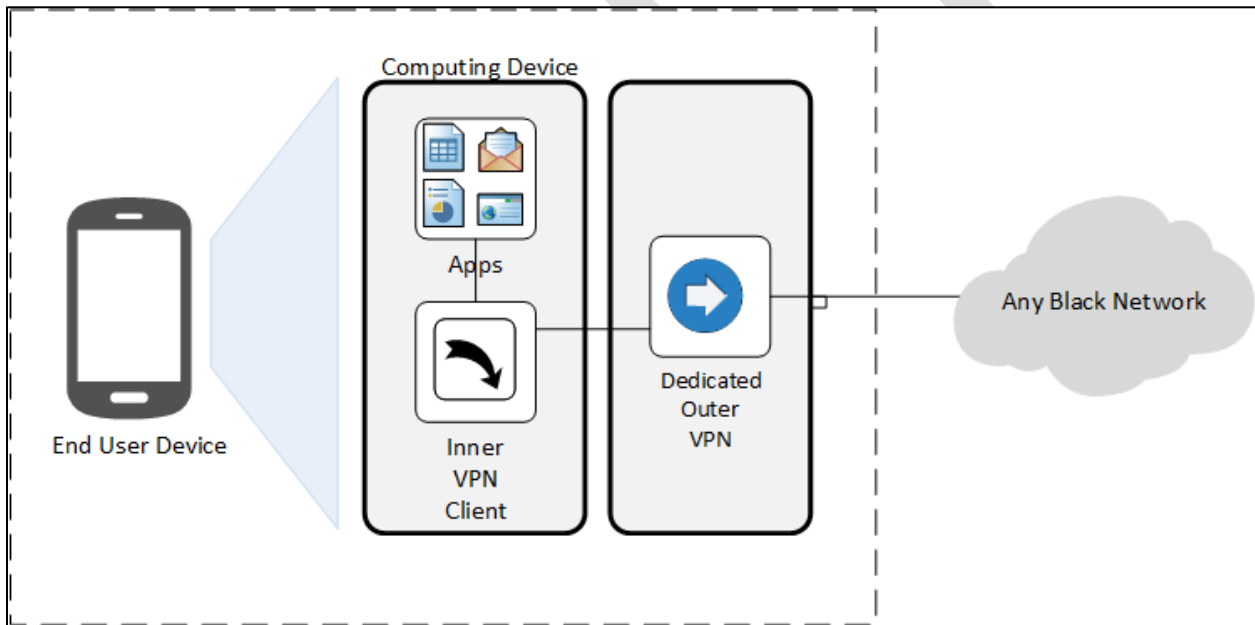 Computing Device
Apps
Inner
VPN
Client
Dedicated
Outer
VPN
End User Device
Any Black Network